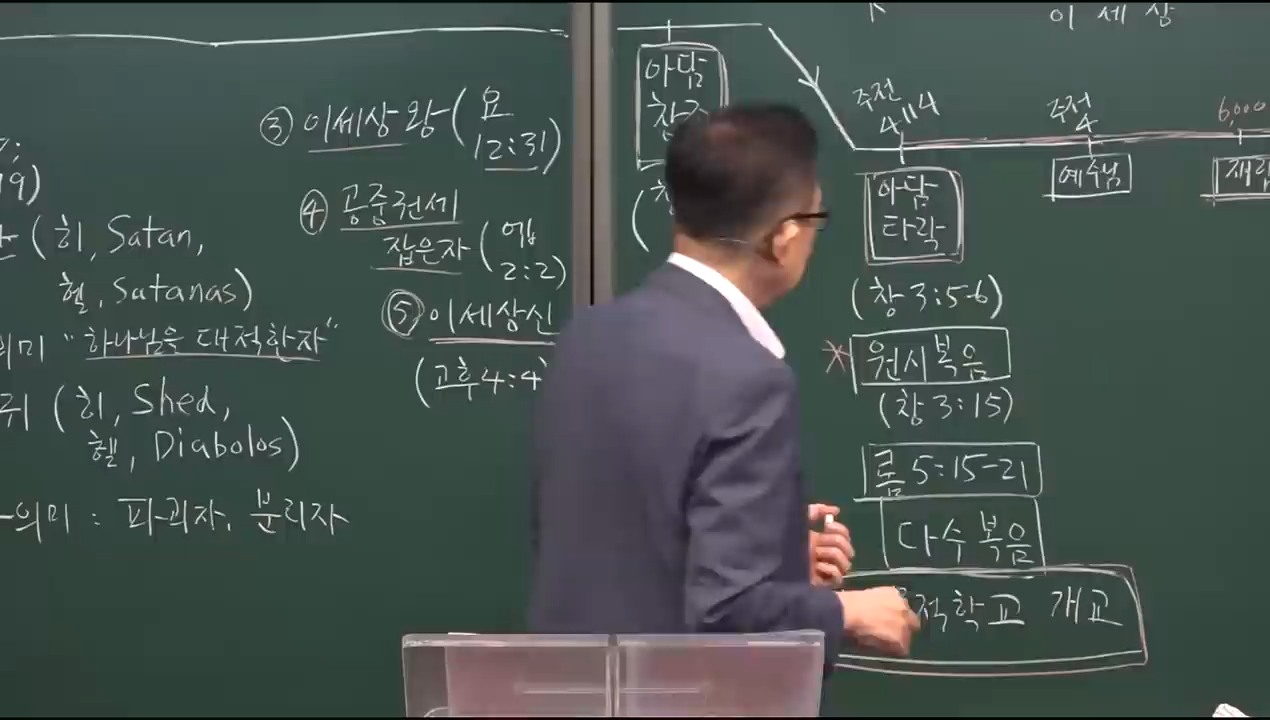 ③ 이세상 왕 (요
12:31)
19)
④ 공중권세
잡은자 (엡
2:2)
(히, Satan,
헬, Satanas)
⑤ 이세상신
(고후 4:4)
의미 "하나님을 대적한자"
귀 (히, Shed,
헬, Diabolos)
의미 : 파괴자, 분리자
이 세상
아담
주전
4114
주전
4
6,000
아담
타락
예수님
재림
(창 3:5-6)
* 원시복음
(창 3:15)
롬 5:15-21
다수 복음
적학교 개교